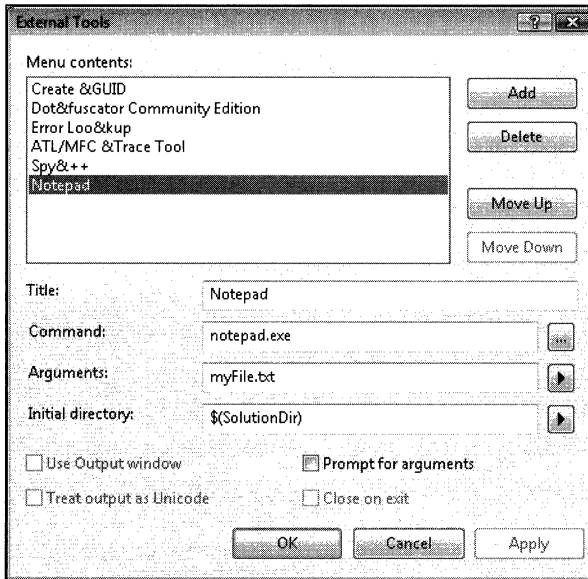 External Tools
Menu contents:
Create &GUID
Dot&fuscator Community Edition
Error Loo&kup
ATL/MFC &Trace Tool
Spy&++
Notepad
Add
Delete
Move Up
Move Down
Title: Notepad
Command: notepad.exe ...
Arguments: myFile.txt
Initial directory: $(SolutionDir)
Use Output window Prompt for arguments
Treat output as Unicode Close on exit
OK Cancel Apply